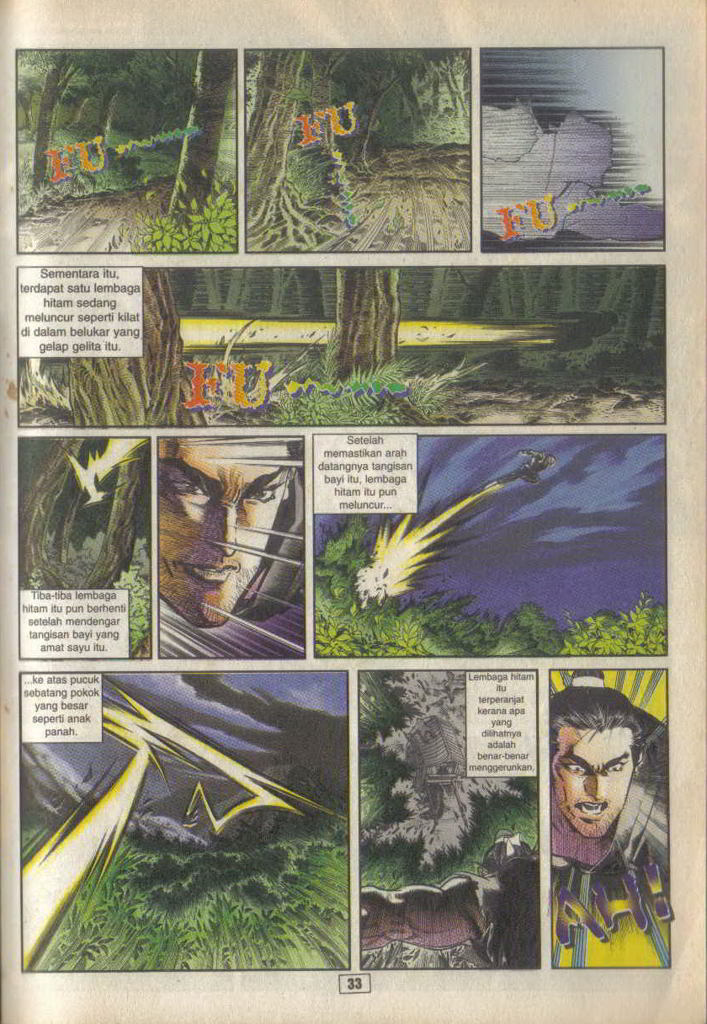 FU
FU
FU
Sementara itu,
terdapat satu lembaga
hitam sedang
meluncur seperti kilat
di dalam belukar yang
gelap gelita itu.
FU
Tiba-tiba lembaga
hitam itu pun berhenti
setelah mendengar
tangisan bayi yang
amat sayu itu.
Setelah
memastikan arah
datangnya tangisan
bayi itu, lembaga
hitam itu pun
meluncur...
...ke atas pucuk
sebatang pokok
yang besar
seperti anak
panah.
Lembaga hitam
itu
terperanjat
kerana apa
yang
dilihatnya
adalah
benar-benar
menggerunkan.
AH!
33